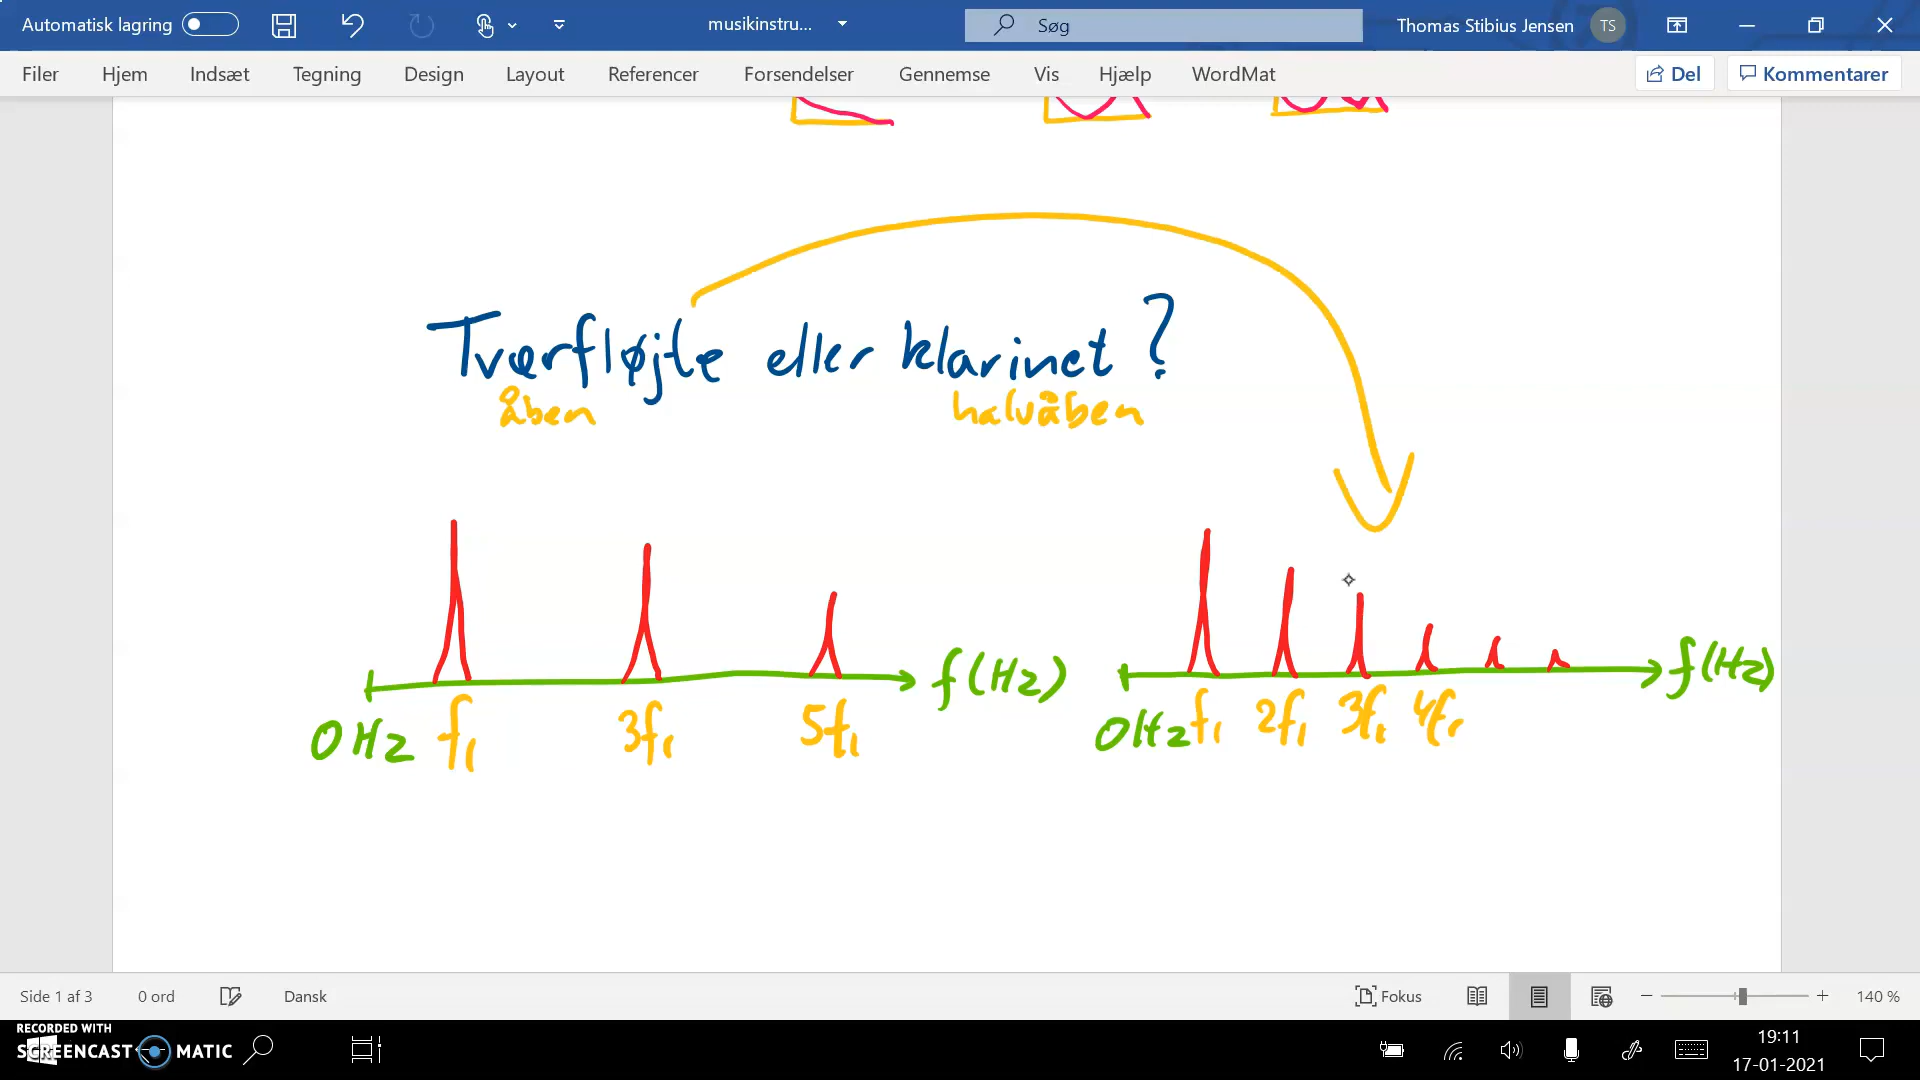 Automatisk lagring
musikinstru...
Søg
Thomas Stibius Jensen TS
Filer Hjem Indsæt Tegning Design Layout Referencer Forsendelser Gennemse Vis Hjælp WordMat Del Kommentarer
Tværfløjte eller klarinet?
åben halvåben
f(Hz) f(Hz)
0 Hz f₁ 3f₁ 5f₁ 0Hz f₁ 2f₁ 3f₁ 4f₁
Side 1 af 3 0 ord Dansk Fokus 140 %
RECORDED WITH
SCREENCAST MATIC
19:11
17-01-2021